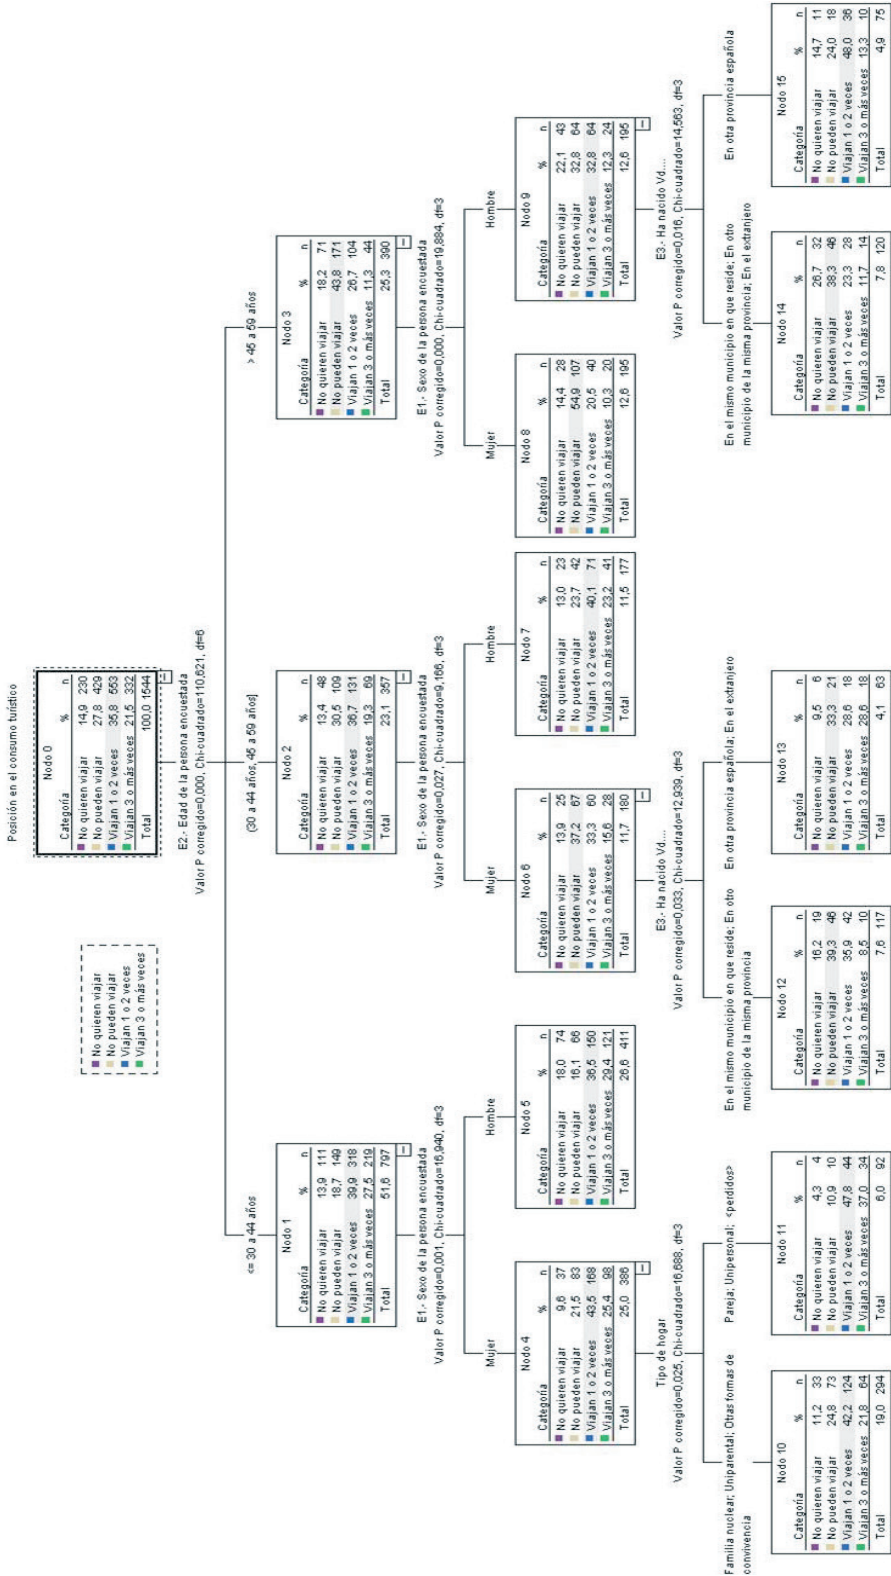 Posición en el consumo turístico
No quieren viajar
No pueden viajar
Viajan 1 o 2 veces
Viajan 3 o más veces
Nodo 0
Categoría % n
No quieren viajar 14,9 230
No pueden viajar 27,8 429
Viajan 1 o 2 veces 35,8 553
Viajan 3 o más veces 21,5 332
Total 100,0 1544
E2.- Edad de la persona encuestada
Valor P corregido=0,000, Chi-cuadrado=110,621, df=6
<= 30 a 44 años
(30 a 44 años, 45 a 59 años]
> 45 a 59 años
Nodo 1
Categoría % n
No quieren viajar 13,9 111
No pueden viajar 18,7 149
Viajan 1 o 2 veces 39,9 318
Viajan 3 o más veces 27,5 219
Total 51,6 797
Nodo 2
Categoría % n
No quieren viajar 13,4 48
No pueden viajar 30,5 109
Viajan 1 o 2 veces 36,7 131
Viajan 3 o más veces 19,3 69
Total 23,1 357
Nodo 3
Categoría % n
No quieren viajar 18,2 71
No pueden viajar 43,8 171
Viajan 1 o 2 veces 26,7 104
Viajan 3 o más veces 11,3 44
Total 25,3 390
E1.- Sexo de la persona encuestada
Valor P corregido=0,001, Chi-cuadrado=16,940, df=3
E1.- Sexo de la persona encuestada
Valor P corregido=0,027, Chi-cuadrado=9,166, df=3
E1.- Sexo de la persona encuestada
Valor P corregido=0,000, Chi-cuadrado=19,884, df=3
Mujer
Hombre
Mujer
Hombre
Mujer
Hombre
Nodo 4
Categoría % n
No quieren viajar 9,6 37
No pueden viajar 21,5 83
Viajan 1 o 2 veces 43,5 168
Viajan 3 o más veces 25,4 98
Total 25,0 386
Nodo 5
Categoría % n
No quieren viajar 18,0 74
No pueden viajar 16,1 66
Viajan 1 o 2 veces 36,5 150
Viajan 3 o más veces 29,4 121
Total 26,6 411
Nodo 6
Categoría % n
No quieren viajar 13,9 25
No pueden viajar 37,2 67
Viajan 1 o 2 veces 33,3 60
Viajan 3 o más veces 15,6 28
Total 11,7 180
Nodo 7
Categoría % n
No quieren viajar 13,0 23
No pueden viajar 23,7 42
Viajan 1 o 2 veces 40,1 71
Viajan 3 o más veces 23,2 41
Total 11,5 177
Nodo 8
Categoría % n
No quieren viajar 14,4 28
No pueden viajar 54,9 107
Viajan 1 o 2 veces 20,5 40
Viajan 3 o más veces 10,3 20
Total 12,6 195
Nodo 9
Categoría % n
No quieren viajar 22,1 43
No pueden viajar 32,8 64
Viajan 1 o 2 veces 32,8 64
Viajan 3 o más veces 12,3 24
Total 12,6 195
Tipo de hogar
Valor P corregido=0,025, Chi-cuadrado=16,688, df=3
E3.- Ha nacido Vd....
Valor P corregido=0,033, Chi-cuadrado=12,939, df=3
E3.- Ha nacido Vd....
Valor P corregido=0,016, Chi-cuadrado=14,563, df=3
Familia nuclear; Uniparental; Otras formas de
convivencia
Pareja; Unipersonal; <perdidos>
En el mismo municipio en que reside; En otro
municipio de la misma provincia
En otra provincia española; En el extranjero
En el mismo municipio en que reside; En otro
municipio de la misma provincia; En el extranjero
En otra provincia española
Nodo 10
Categoría % n
No quieren viajar 11,2 33
No pueden viajar 24,8 73
Viajan 1 o 2 veces 42,2 124
Viajan 3 o más veces 21,8 64
Total 19,0 294
Nodo 11
Categoría % n
No quieren viajar 4,3 4
No pueden viajar 10,9 10
Viajan 1 o 2 veces 47,8 44
Viajan 3 o más veces 37,0 34
Total 6,0 92
Nodo 12
Categoría % n
No quieren viajar 16,2 19
No pueden viajar 39,3 46
Viajan 1 o 2 veces 35,9 42
Viajan 3 o más veces 8,5 10
Total 7,6 117
Nodo 13
Categoría % n
No quieren viajar 9,5 6
No pueden viajar 33,3 21
Viajan 1 o 2 veces 28,6 18
Viajan 3 o más veces 28,6 18
Total 4,1 63
Nodo 14
Categoría % n
No quieren viajar 26,7 32
No pueden viajar 38,3 46
Viajan 1 o 2 veces 23,3 28
Viajan 3 o más veces 11,7 14
Total 7,8 120
Nodo 15
Categoría % n
No quieren viajar 14,7 11
No pueden viajar 24,0 18
Viajan 1 o 2 veces 48,0 36
Viajan 3 o más veces 13,3 10
Total 4,9 75